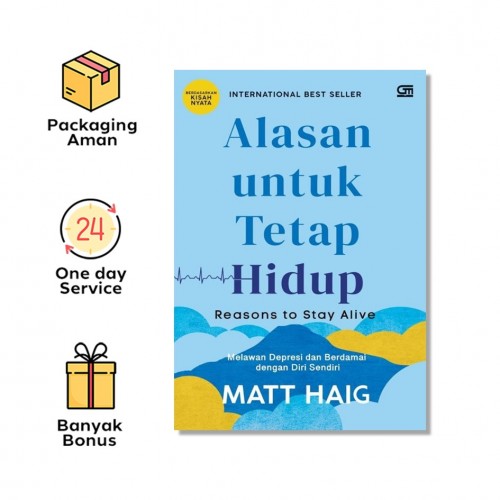 Packaging
Aman
24
One day
Service
Banyak
Bonus
BERDASARKAN
KISAH
NYATA
INTERNATIONAL BEST SELLER
GM
Alasan
untuk
Tetap
Hidup
Reasons to Stay Alive
Melawan Depresi dan Berdamai
dengan Diri Sendiri
MATT HAIG